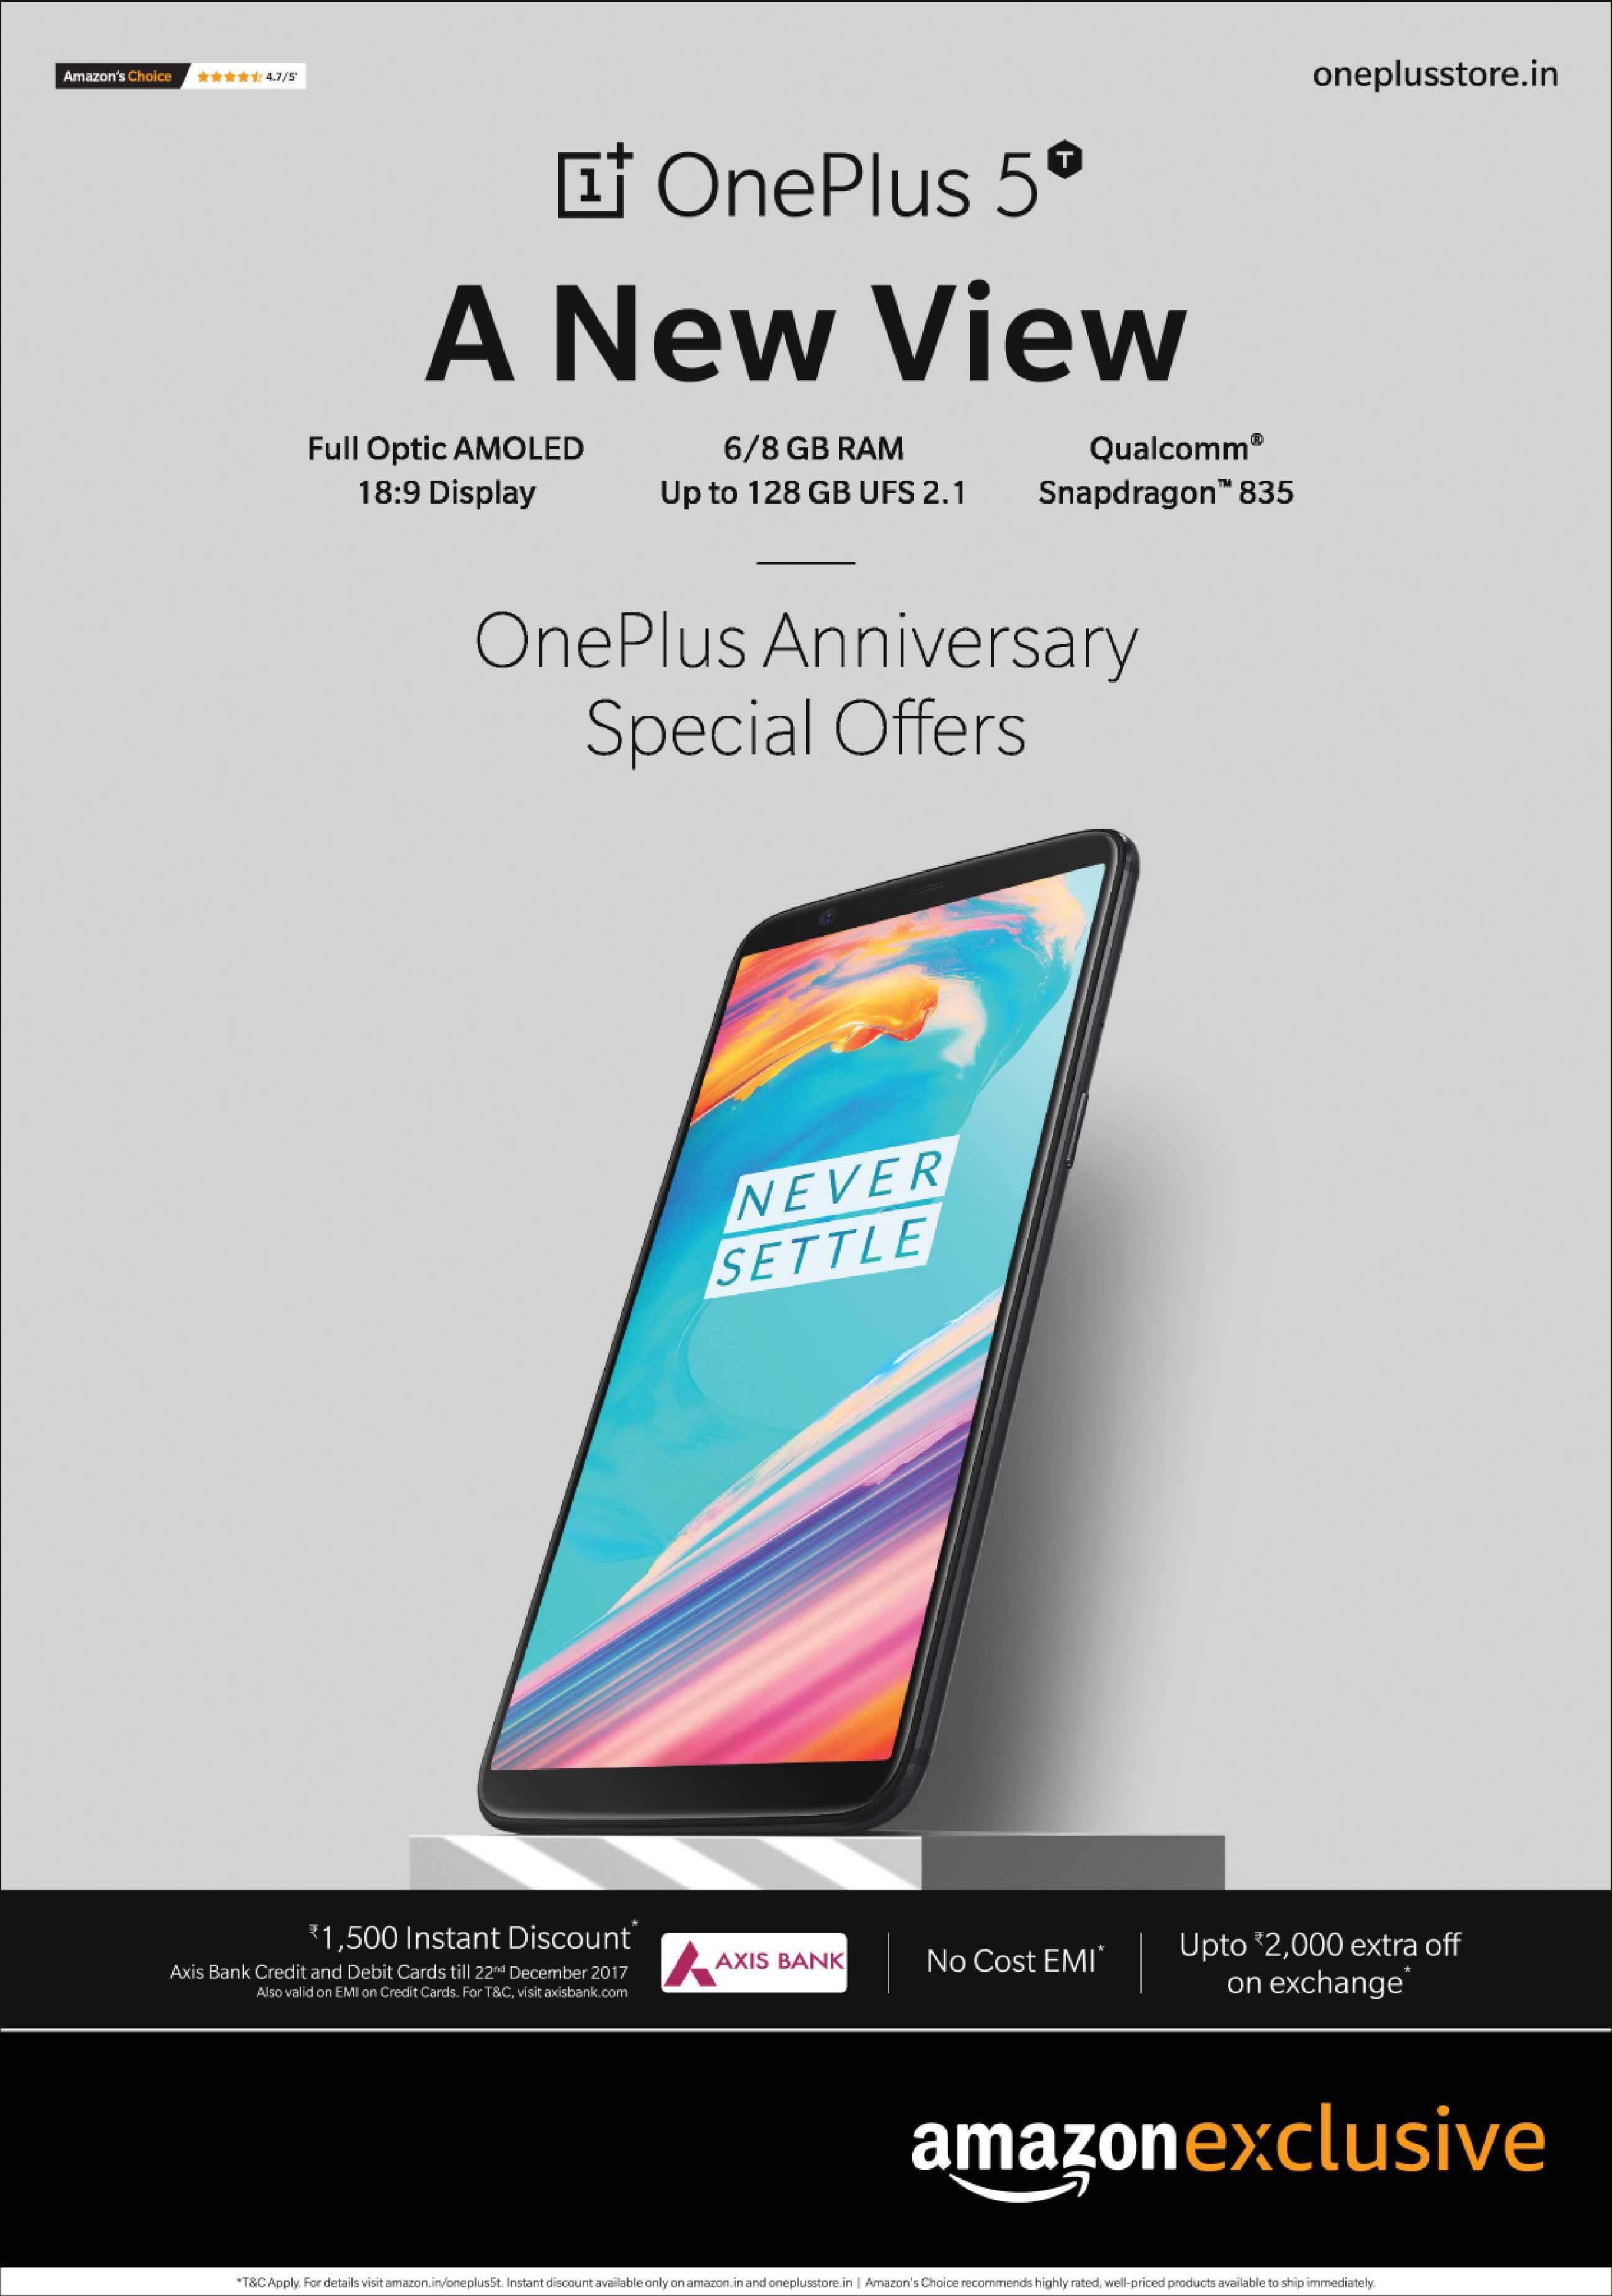 Amazon's Choice 4.7/5*
oneplusstore.in
OnePlus 5T
A New View
Full Optic AMOLED
18:9 Display
6/8 GB RAM
Up to 128 GB UFS 2.1
Qualcomm®
Snapdragon™ 835
OnePlus Anniversary
Special Offers
NEVER
SETTLE
₹1,500 Instant Discount*
Axis Bank Credit and Debit Cards till 22nd December 2017
Also valid on EMI on Credit Cards. For T&C, visit axisbank.com
AXIS BANK
No Cost EMI*
Upto ₹2,000 extra off
on exchange*
amazonexclusive
*T&C Apply. For details visit amazon.in/oneplus5t. Instant discount available only on amazon.in and oneplusstore.in | Amazon's Choice recommends highly rated, well-priced products available to ship immediately.